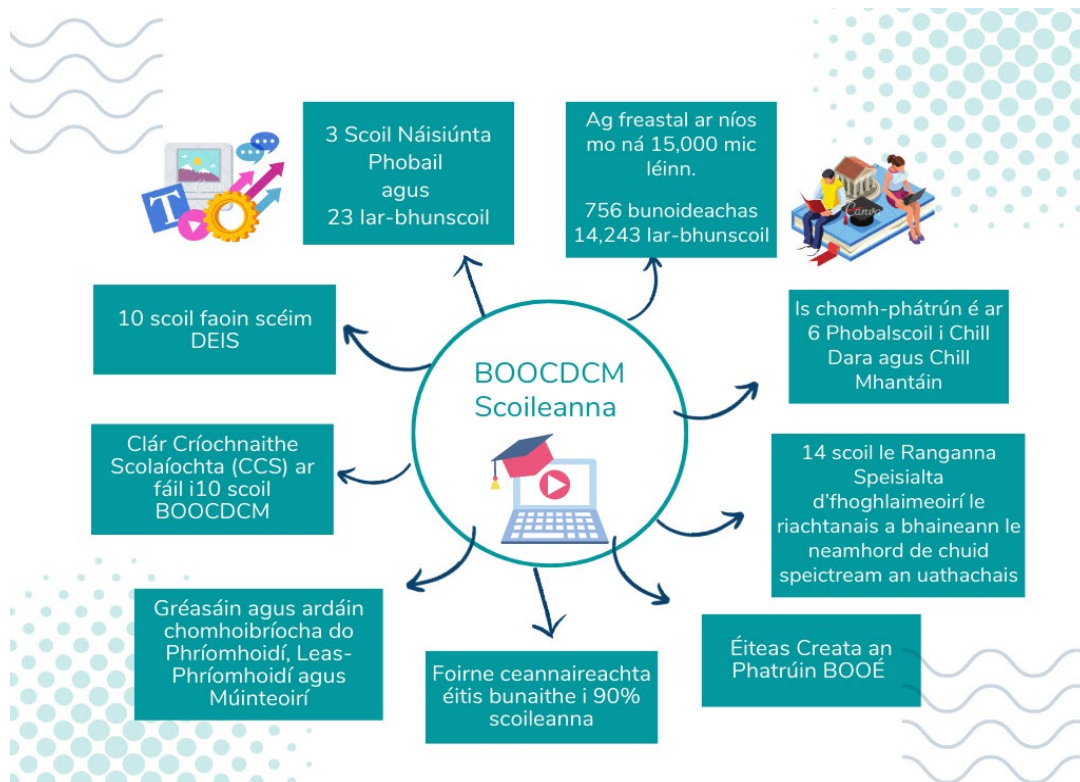 3 Scoil Náisiúnta
Phobail
agus
23 lar-bhunscoil
Ag freastal ar níos
mo ná 15,000 mic
léinn.
756 bunoideachas
14,243 lar-bhunscoil
T
Canva
Canva
10 scoil faoin scéim
DEIS
Is chomh-phátrún é ar
6 Phobalscoil i Chill
Dara agus Chill
Mhantáin
BOOCDCM
Scoileanna
Clár Críochnaithe
Scolaíochta (CCS) ar
fáil i10 scoil
BOOCDCM
14 scoil le Ranganna
Speisialta
d'fhoghlaimeoirí le
riachtanais a bhaineann le
neamhord de chuid
speictream an uathachais
Gréasáin agus ardáin
chomhoibríocha do
Phríomhoidí, Leas-
Phríomhoidí agus
Múinteoirí
Foirne ceannaireachta
éitis bunaithe i 90%
scoileanna
Éiteas Creata an
Phatrúin BOOÉ